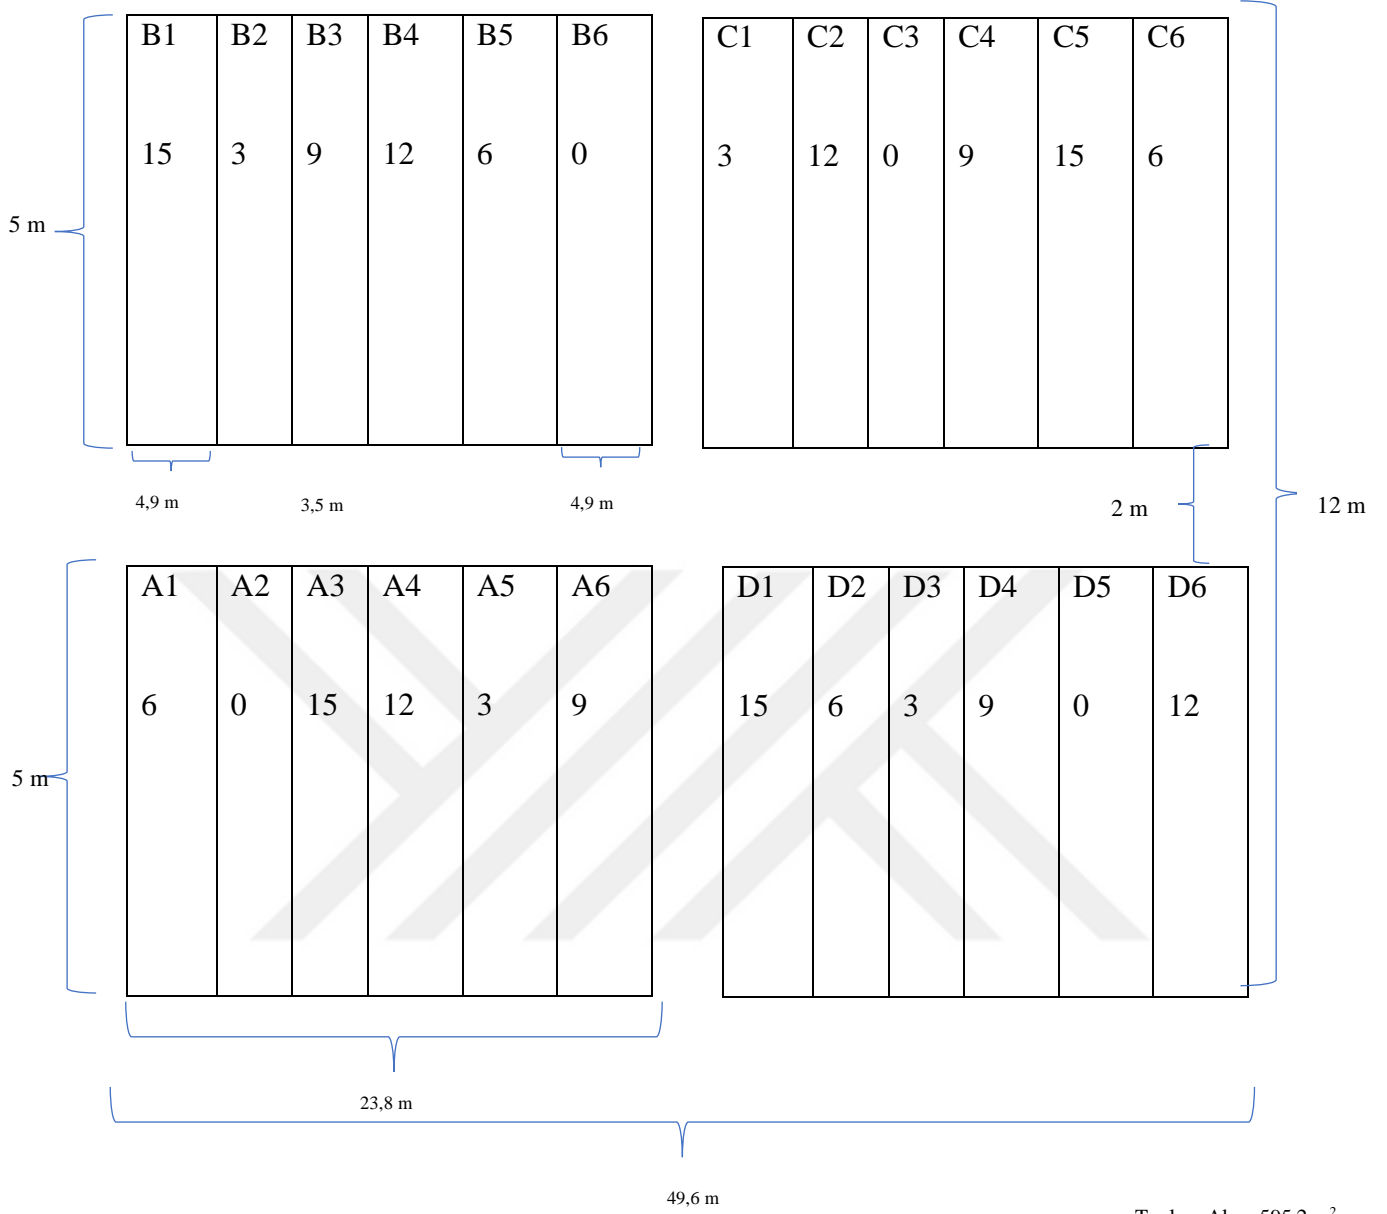 B1 B2 B3 B4 B5 B6
C1 C2 C3 C4 C5 C6
15 3 9 12 6 0
3 12 0 9 15 6
5 m
4,9 m 3,5 m 4,9 m
2 m
12 m
A1 A2 A3 A4 A5 A6
D1 D2 D3 D4 D5 D6
6 0 15 12 3 9
15 6 3 9 0 12
5 m
23,8 m
49,6 m